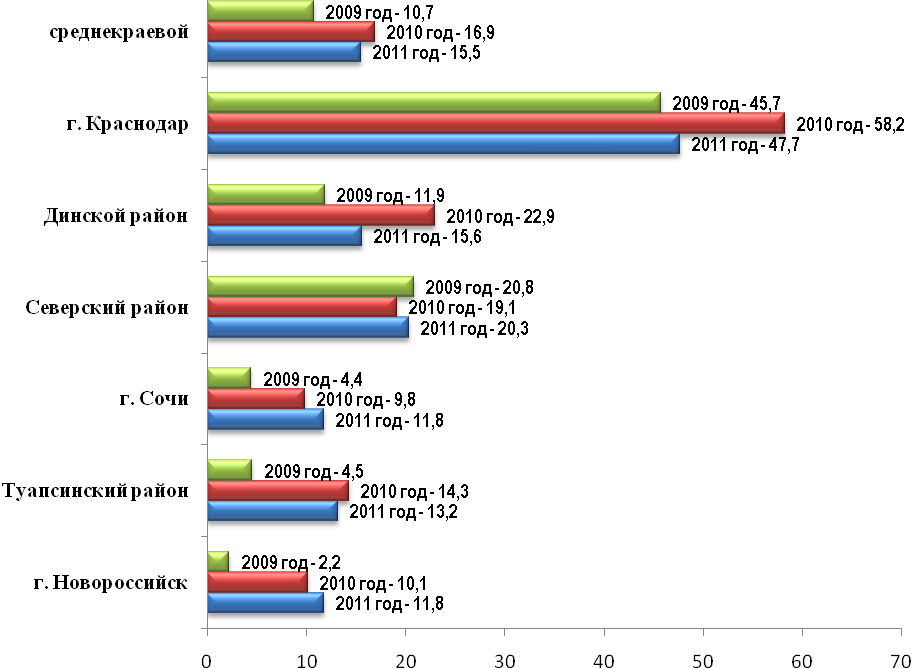 2009 год - 10,7
среднекраевой
2010 год - 16,9
2011 год - 15,5
2009 год - 45,7
г. Краснодар
2010 год - 58,2
2011 год - 47,7
2009 год - 11,9
Динской район
2010 год - 22,9
2011 год - 15,6
2009 год - 20,8
Северский район
2010 год - 19,1
2011 год - 20,3
2009 год - 4,4
г. Сочи
2010 год - 9,8
2011 год - 11,8
2009 год - 4,5
Туапсинский район
2010 год - 14,3
2011 год - 13,2
2009 год - 2,2
г. Новороссийск
2010 год - 10,1
2011 год - 11,8
0 10 20 30 40 50 60 70